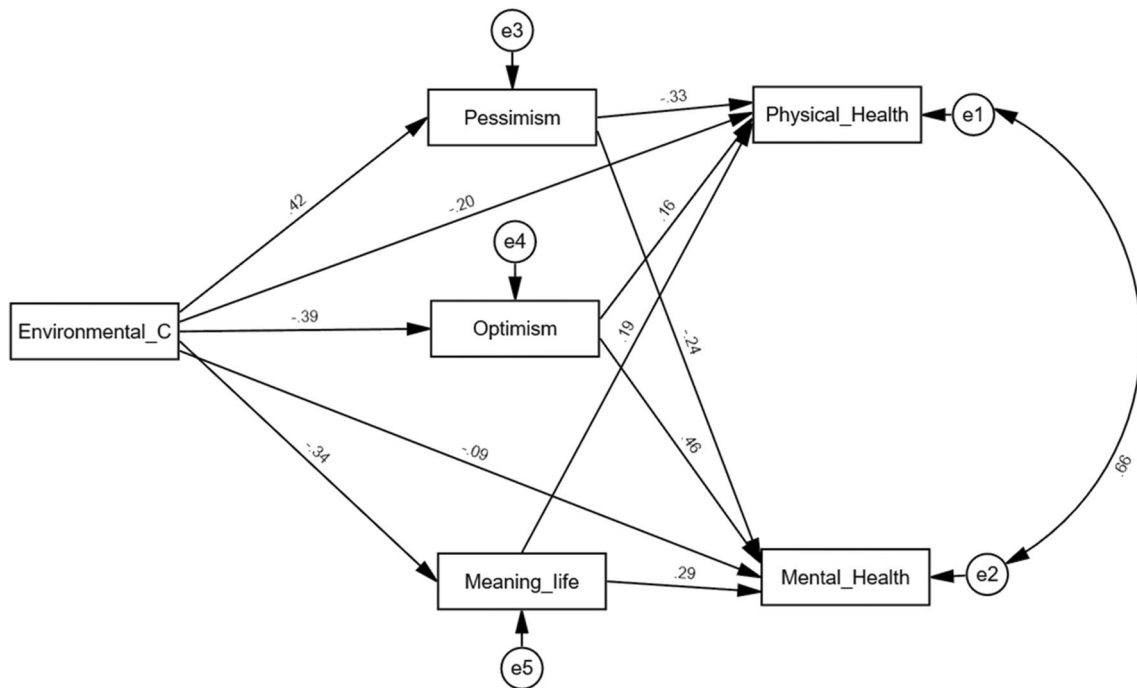 e3
Pessimism
-.33
Physical_Health
e1
.42
-.20
.16
e4
Environmental_C
-.39
Optimism
.19
-.24
-.34
-.09
.46
.66
Meaning_life
.29
Mental_Health
e2
e5